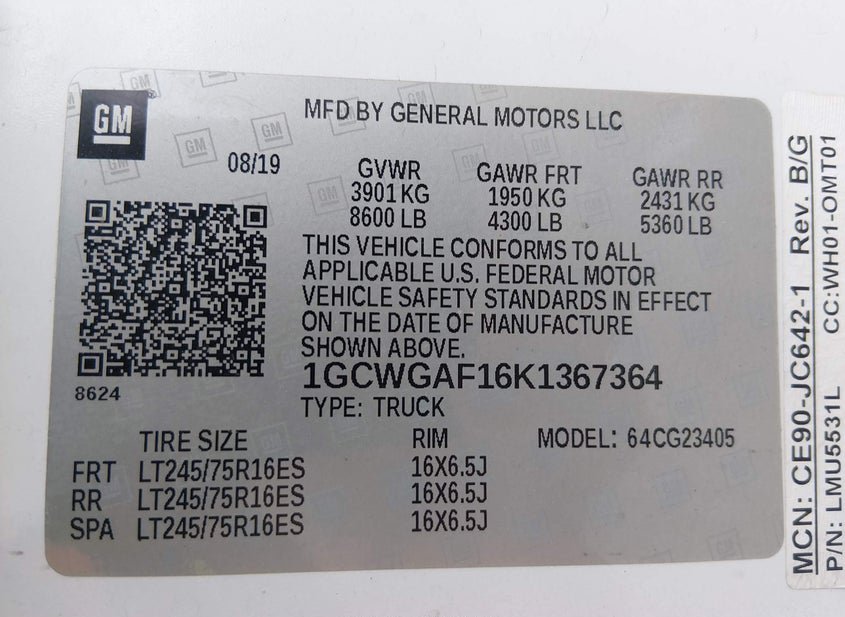 GM
MFD BY GENERAL MOTORS LLC
08/19
GVWR GAWR FRT GAWR RR
3901 KG 1950 KG 2431 KG
8600 LB 4300 LB 5360 LB
THIS VEHICLE CONFORMS TO ALL
APPLICABLE U.S. FEDERAL MOTOR
VEHICLE SAFETY STANDARDS IN EFFECT
ON THE DATE OF MANUFACTURE
SHOWN ABOVE.
8624
1GCWGAF16K1367364
TYPE: TRUCK
TIRE SIZE RIM MODEL: 64CG23405
FRT LT245/75R16ES 16X6.5J
RR LT245/75R16ES 16X6.5J
SPA LT245/75R16ES 16X6.5J
MCN: CE90-JC642-1 Rev. B/G
P/N: LMU5531L CC:WH01-OMT01